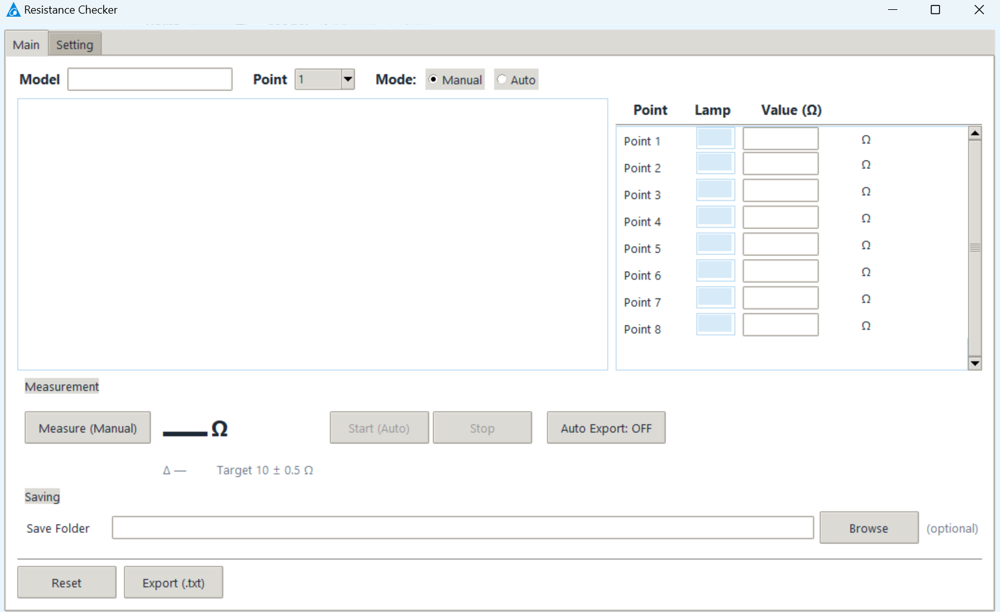 Resistance Checker
Main Setting
Model Point 1 Mode: Manual Auto
Point Lamp Value (Ω)
Point 1 Ω
Point 2 Ω
Point 3 Ω
Point 4 Ω
Point 5 Ω
Point 6 Ω
Point 7 Ω
Point 8 Ω
Measurement
Measure (Manual) Ω Start (Auto) Stop Auto Export: OFF
Δ — Target 10 ± 0.5 Ω
Saving
Save Folder Browse (optional)
Reset Export (.txt)